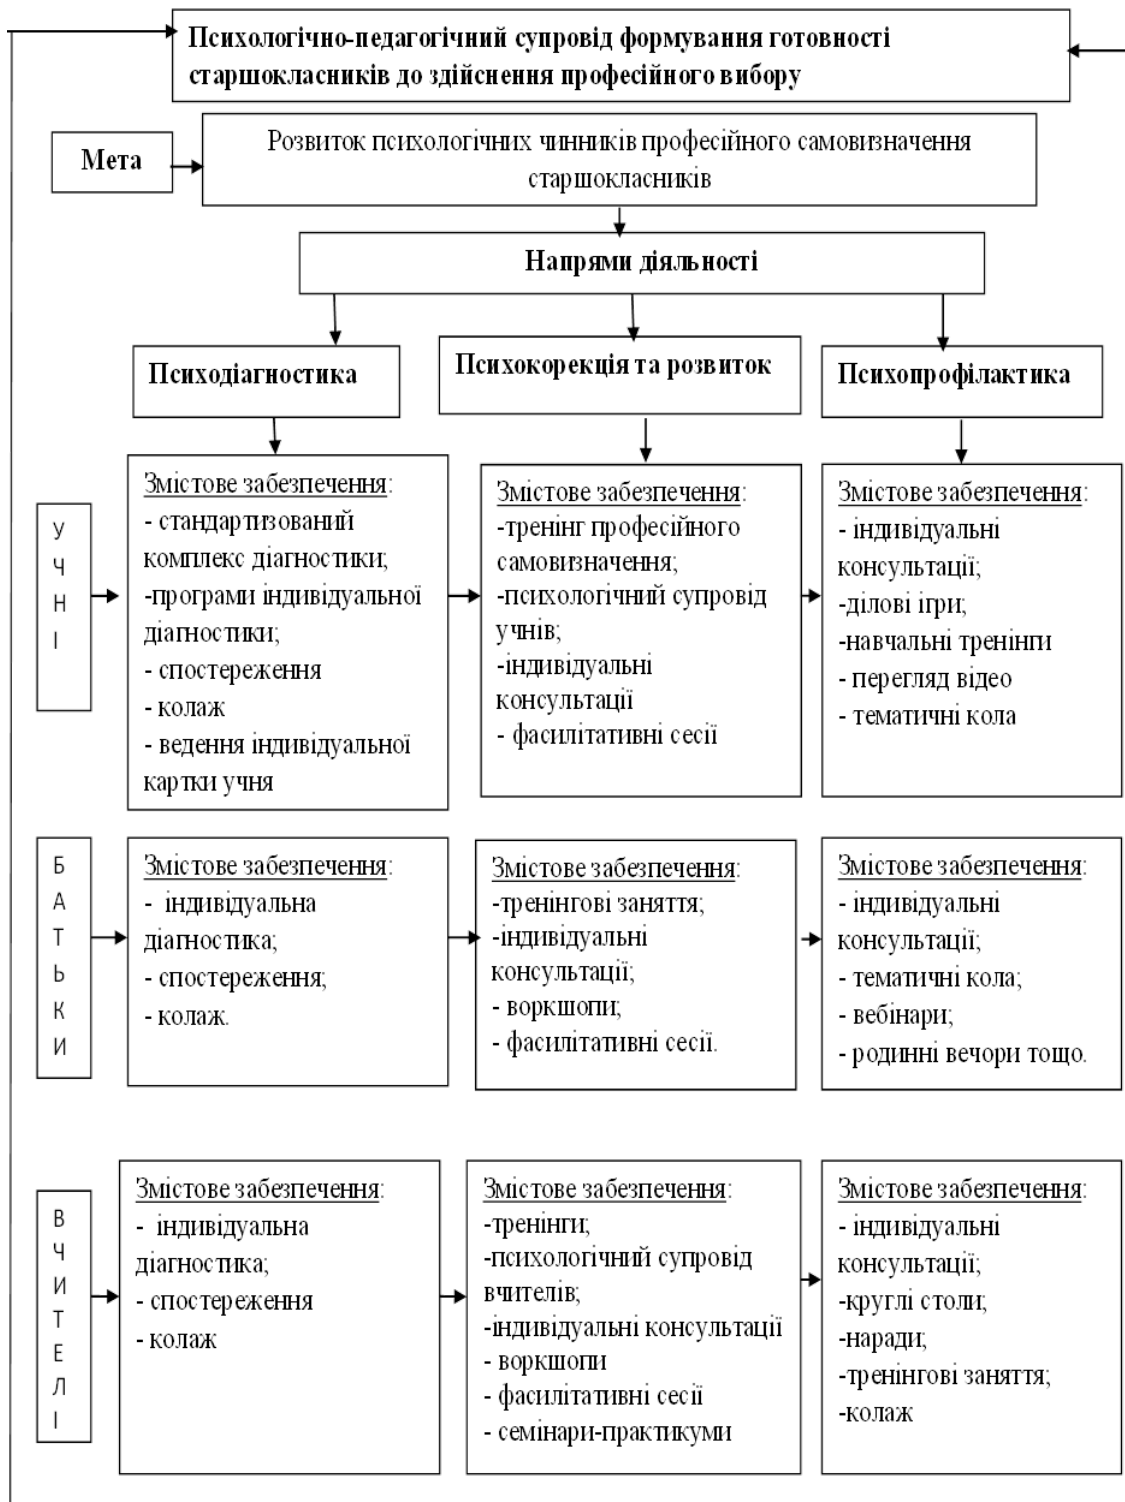 Психологічно-педагогічний супровід формування готовності
старшокласників до здійснення професійного вибору
Мета
Розвиток психологічних чинників професійного самовизначення
старшокласників
Напрями діяльності
Психодіагностика
Психокорекція та розвиток
Психопрофілактика
УЧНІ
Змістове забезпечення:
- стандартизований
комплекс діагностики;
-програми індивідуальної
діагностики;
- спостереження
- колаж
- ведення індивідуальної
картки учня
Змістове забезпечення:
-тренінг професійного
самовизначення;
-психологічний супровід
учнів;
-індивідуальні
консультації
- фасилітативні сесії
Змістове забезпечення:
- індивідуальні
консультації;
-ділові ігри;
-навчальні тренінги
- перегляд відео
- тематичні кола
БАТЬКИ
Змістове забезпечення:
- індивідуальна
діагностика;
- спостереження;
- колаж.
Змістове забезпечення:
-тренінгові заняття;
-індивідуальні
консультації;
- воркшопи;
- фасилітативні сесії.
Змістове забезпечення:
- індивідуальні
консультації;
- тематичні кола;
- вебінари;
- родинні вечори тощо.
ВЧИТЕЛІ
Змістове забезпечення:
- індивідуальна
діагностика;
- спостереження
- колаж
Змістове забезпечення:
-тренінги;
-психологічний супровід
вчителів;
-індивідуальні консультації
- воркшопи
- фасилітативні сесії
- семінари-практикуми
Змістове забезпечення:
- індивідуальні
консультації;
-круглі столи;
-наради;
-тренінгові заняття;
-колаж